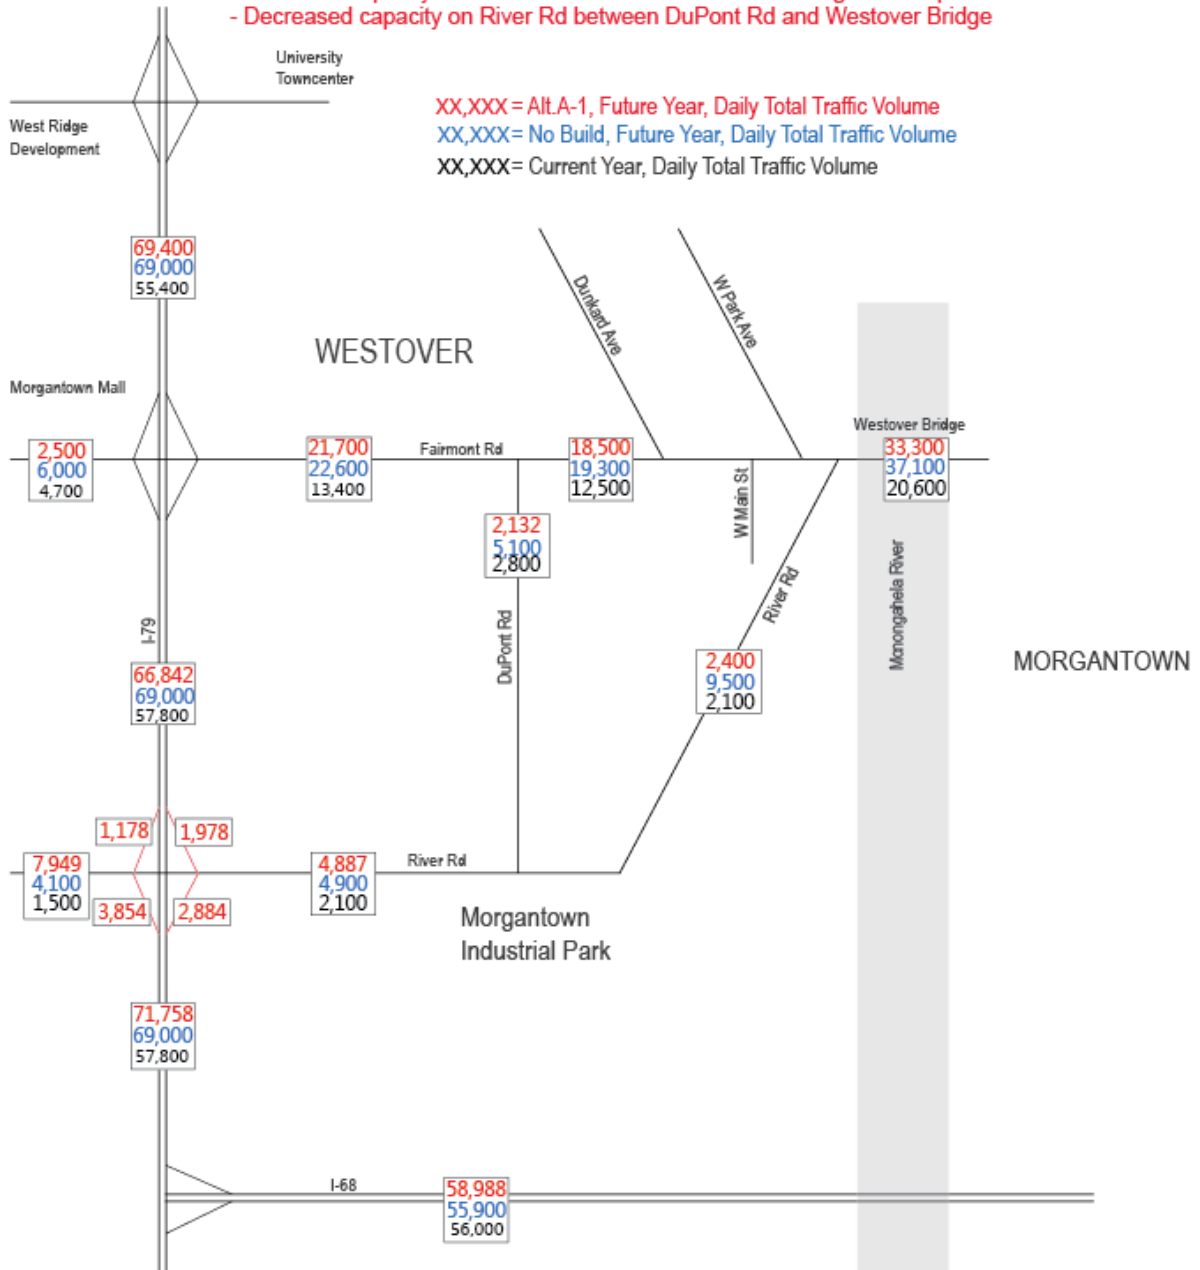 - Decreased capacity on River Rd between DuPont Rd and Westover Bridge
University
Towncenter
XX,XXX = Alt.A-1, Future Year, Daily Total Traffic Volume
West Ridge
Development
XX,XXX = No Build, Future Year, Daily Total Traffic Volume
XX,XXX = Current Year, Daily Total Traffic Volume
69,400
69,000
55,400
Dunkard Ave
W Park Ave
WESTOVER
Morgantown Mall
Westover Bridge
2,500
6,000
4,700
21,700
22,600
13,400
Fairmont Rd
18,500
19,300
12,500
33,300
37,100
20,600
W Main St
2,132
5,100
2,800
River Rd
Monongahela River
I-79
DuPont Rd
66,842
69,000
57,800
2,400
9,500
2,100
MORGANTOWN
1,178
1,978
7,949
4,100
1,500
4,887
4,900
2,100
River Rd
3,854
2,884
Morgantown
Industrial Park
71,758
69,000
57,800
I-68
58,988
55,900
56,000